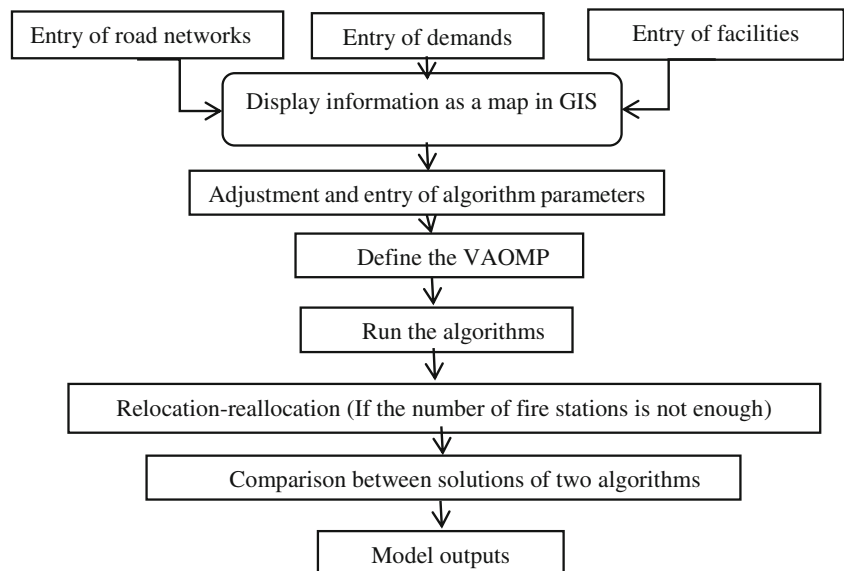 Entry of road networks
Entry of demands
Entry of facilities
Display information as a map in GIS
Adjustment and entry of algorithm parameters
Define the VAOMP
Run the algorithms
Relocation-reallocation (If the number of fire stations is not enough)
Comparison between solutions of two algorithms
Model outputs